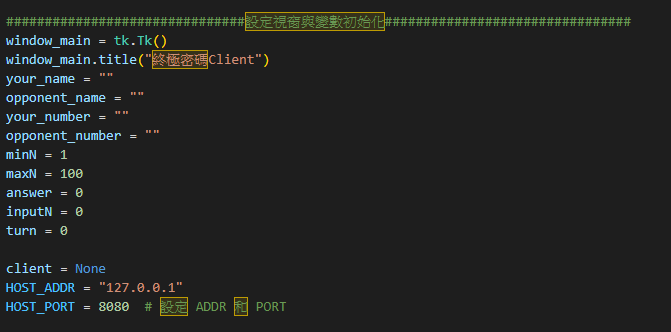 ################################設定視窗與變數初始化################################
window_main = tk.Tk()
window_main.title("終極密碼Client")
your_name = ""
opponent_name = ""
your_number = ""
opponent_number = ""
minN = 1
maxN = 100
answer = 0
inputN = 0
turn = 0
client = None
HOST_ADDR = "127.0.0.1"
HOST_PORT = 8080  # 設定 ADDR 和 PORT